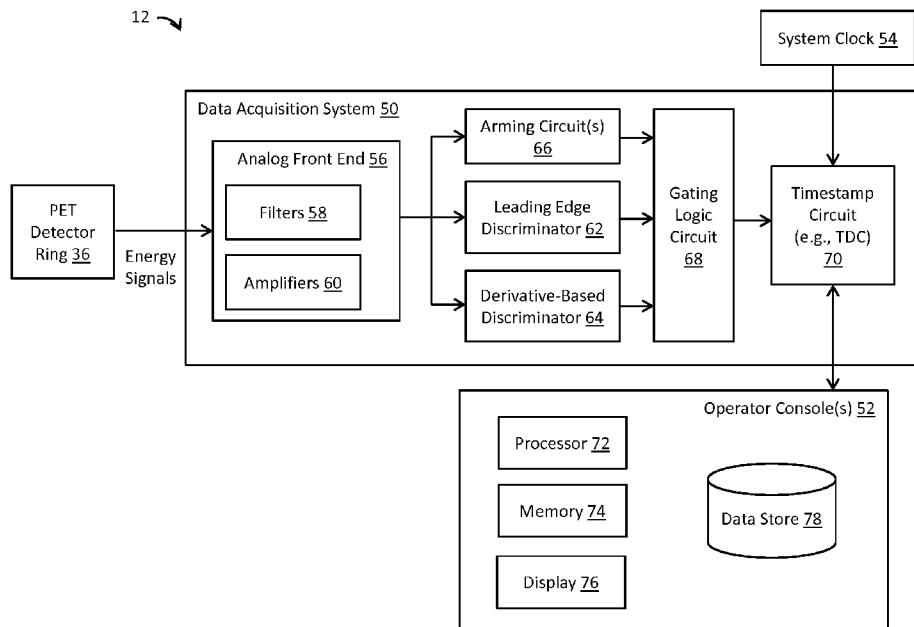 12
System Clock 54
Data Acquisition System 50
Arming Circuit(s)
66
Analog Front End 56
Filters 58
Amplifiers 60
PET
Detector
Ring 36
Energy
Signals
Leading Edge
Discriminator
62
Derivative-Based
Discriminator 64
Gating
Logic
Circuit
68
Timestamp
Circuit
(e.g., TDC)
70
Operator Console(s) 52
Processor 72
Memory 74
Display 76
Data Store 78